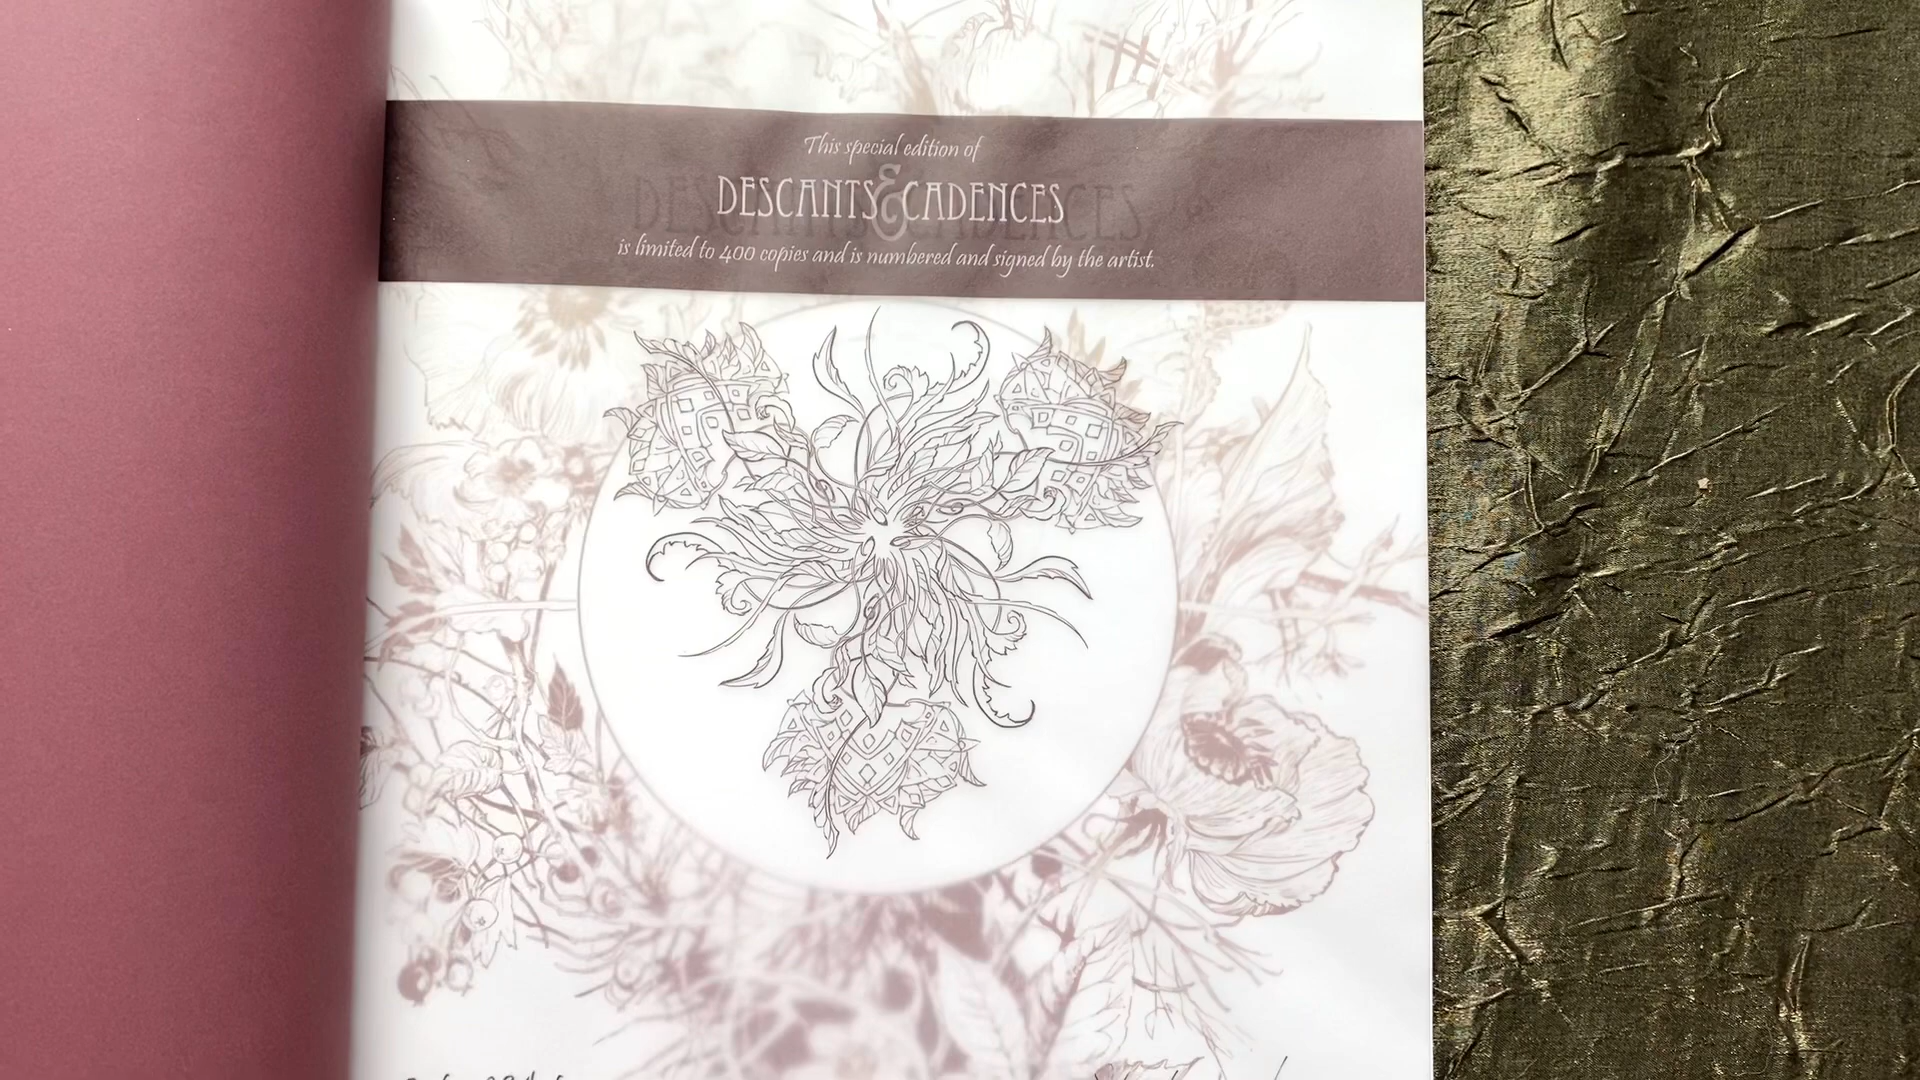 This special edition of
DESCANTS & CADENCES
is limited to 400 copies and is numbered and signed by the artist.